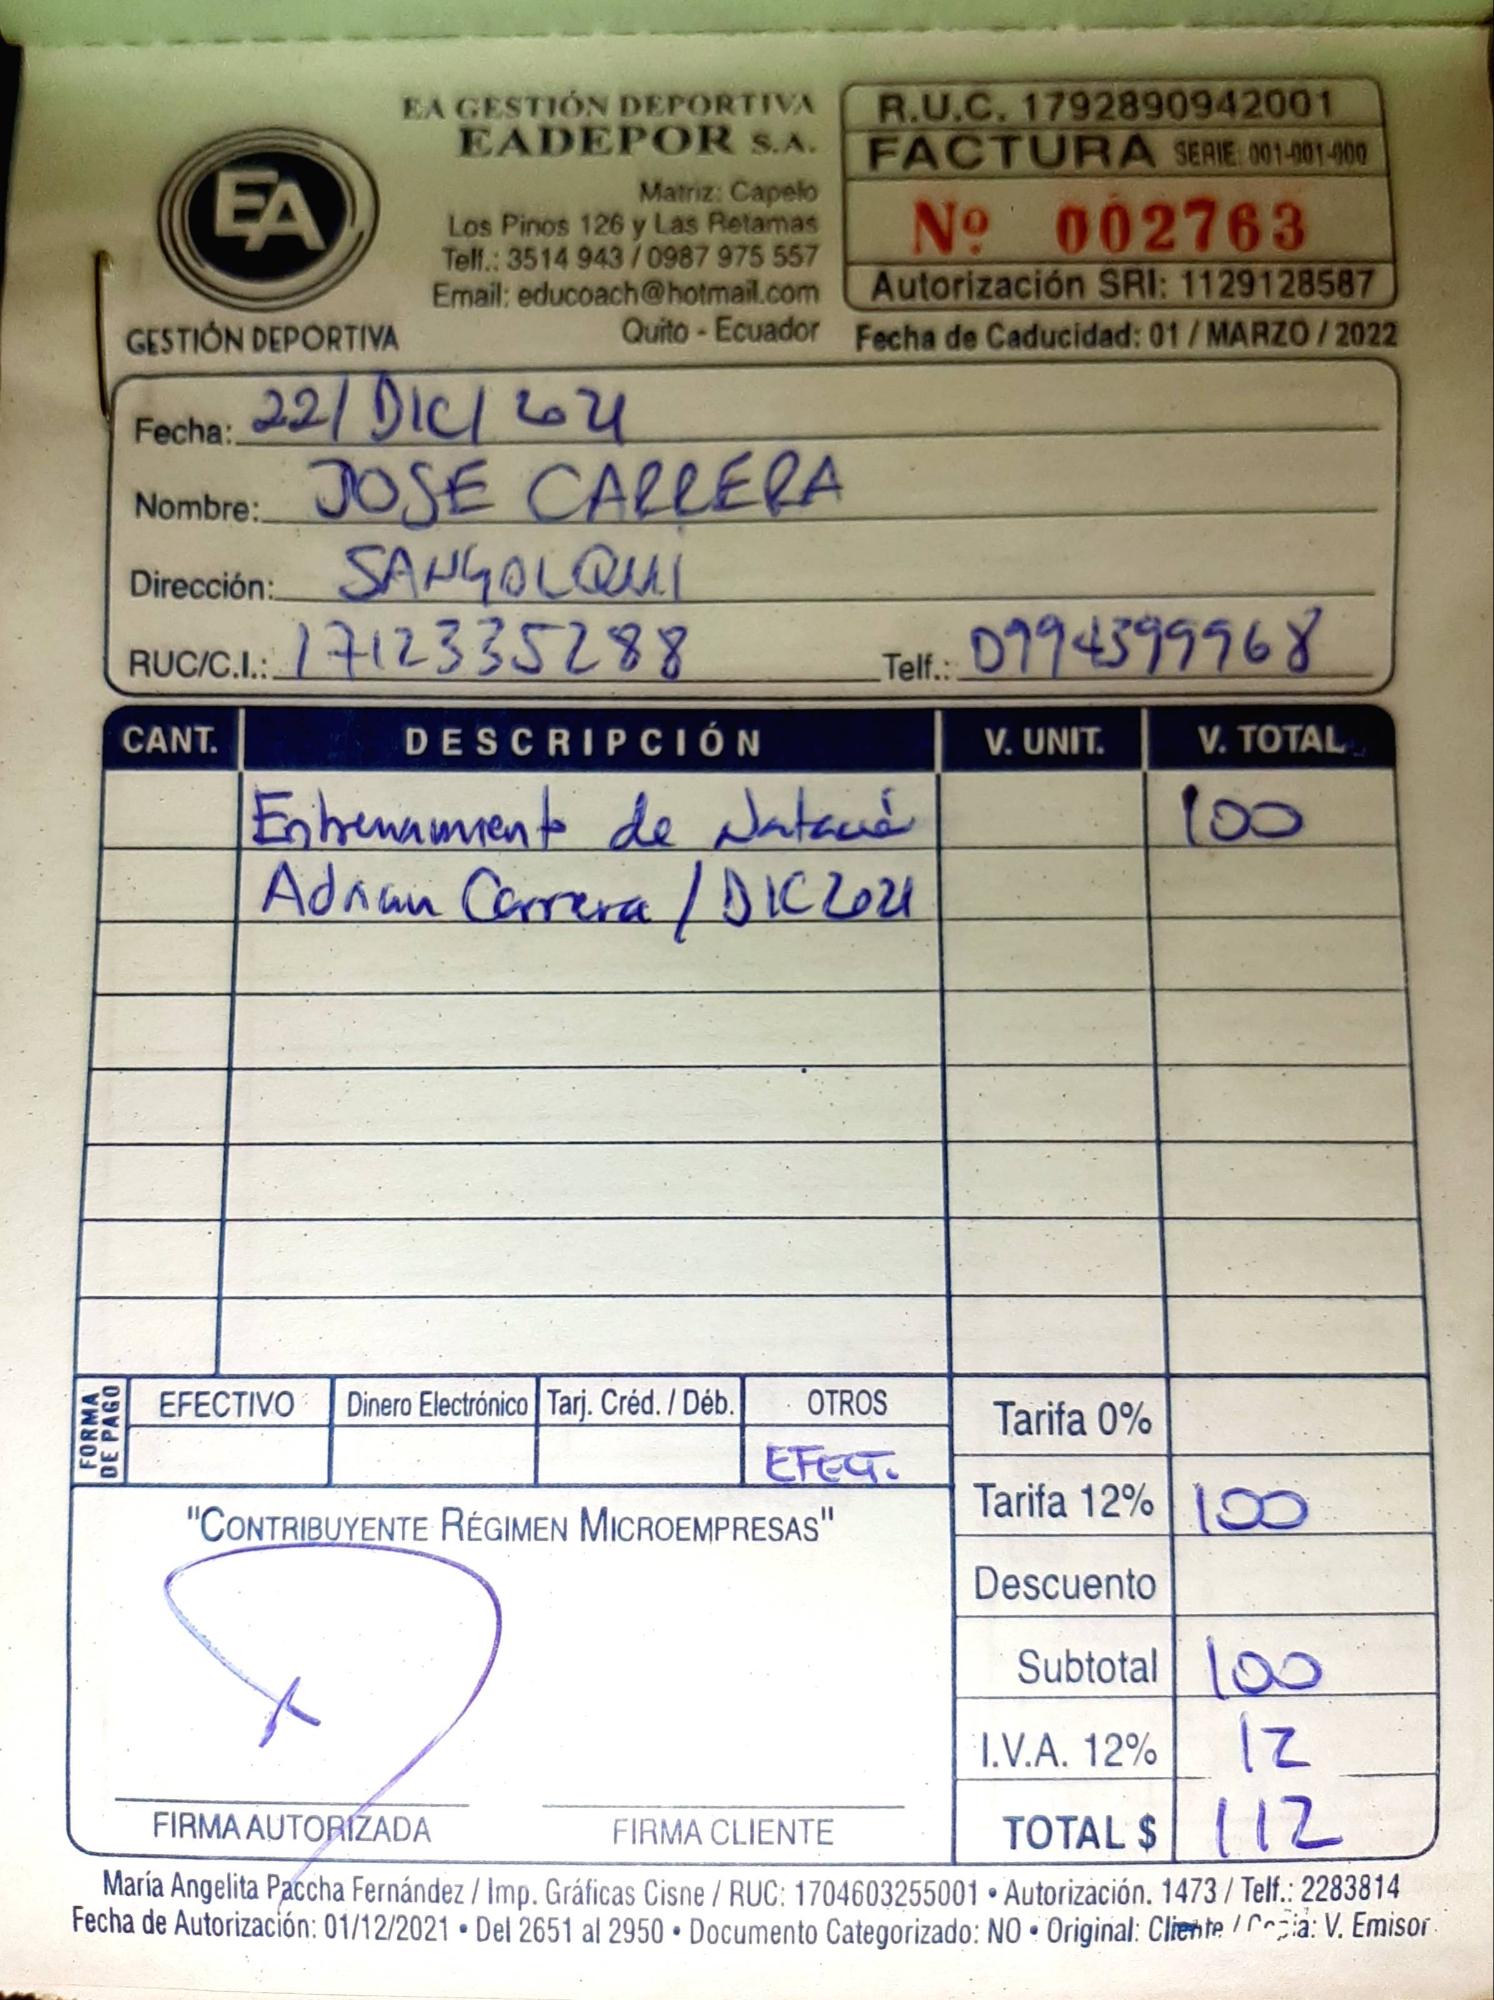 EA GESTIÓN DEPORTIVA
EADEPOR S.A.
Matriz: Capelo
Los Pinos 126 y Las Retamas
Telf.: 3514 943 / 0987 975 557
Email: educoach@hotmail.com
Quito - Ecuador
EA
GESTIÓN DEPORTIVA
R.U.C. 1792890942001
FACTURA SERIE: 001-001-000
Nº 002763
Autorización SRI: 1129128587
Fecha de Caducidad: 01 / MARZO / 2022
Fecha: 22/DIC/2021
Nombre: JOSE CARRERA
Dirección: SANGOLQUI
RUC/C.I.: 1712335288 Telf.: 0994399968
CANT. DESCRIPCIÓN V. UNIT. V. TOTAL
Entrenamiento de Natació 100
Adrian Carrera / DIC 2021
FORMA DE PAGO
EFECTIVO Dinero Electrónico Tarj. Créd. / Déb. OTROS
EFECT.
Tarifa 0%
Tarifa 12% 100
Descuento
Subtotal 100
I.V.A. 12% 12
TOTAL $ 112
"CONTRIBUYENTE RÉGIMEN MICROEMPRESAS"
FIRMA AUTORIZADA FIRMA CLIENTE
María Angelita Paccha Fernández / Imp. Gráficas Cisne / RUC: 1704603255001 • Autorización. 1473 / Telf.: 2283814
Fecha de Autorización: 01/12/2021 • Del 2651 al 2950 • Documento Categorizado: NO • Original: Cliente / Copia: V. Emisor